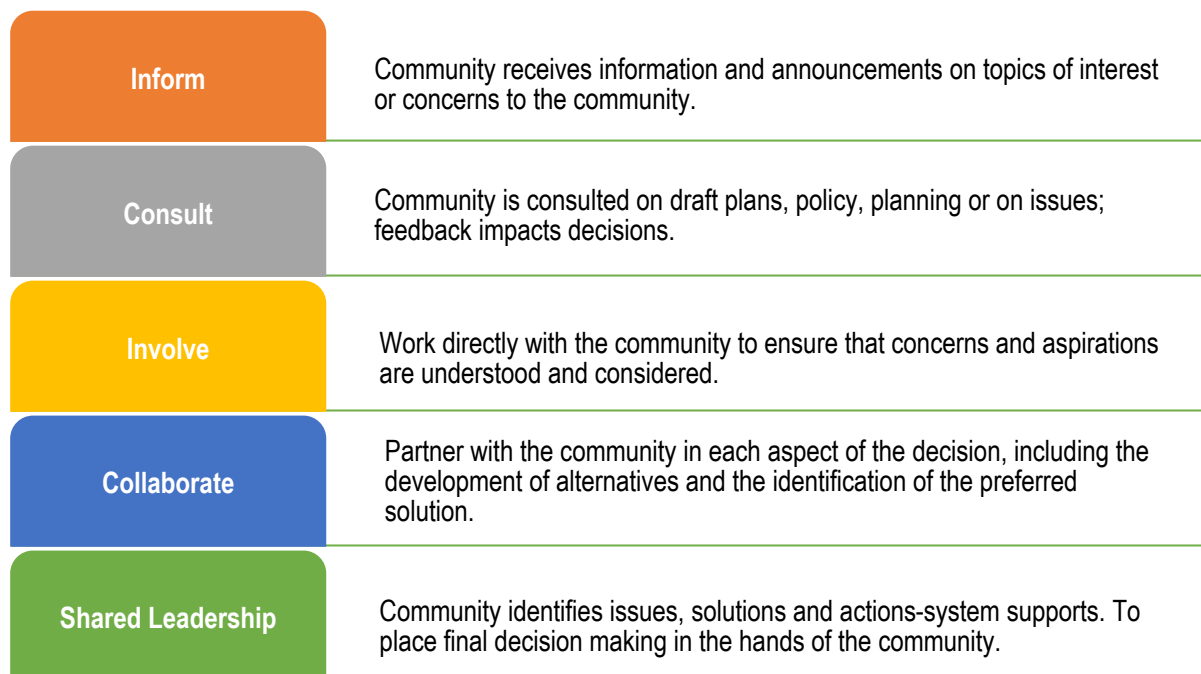 Inform
Community receives information and announcements on topics of interest
or concerns to the community.
Consult
Community is consulted on draft plans, policy, planning or on issues;
feedback impacts decisions.
Involve
Work directly with the community to ensure that concerns and aspirations
are understood and considered.
Collaborate
Partner with the community in each aspect of the decision, including the
development of alternatives and the identification of the preferred
solution.
Shared Leadership
Community identifies issues, solutions and actions-system supports. To
place final decision making in the hands of the community.